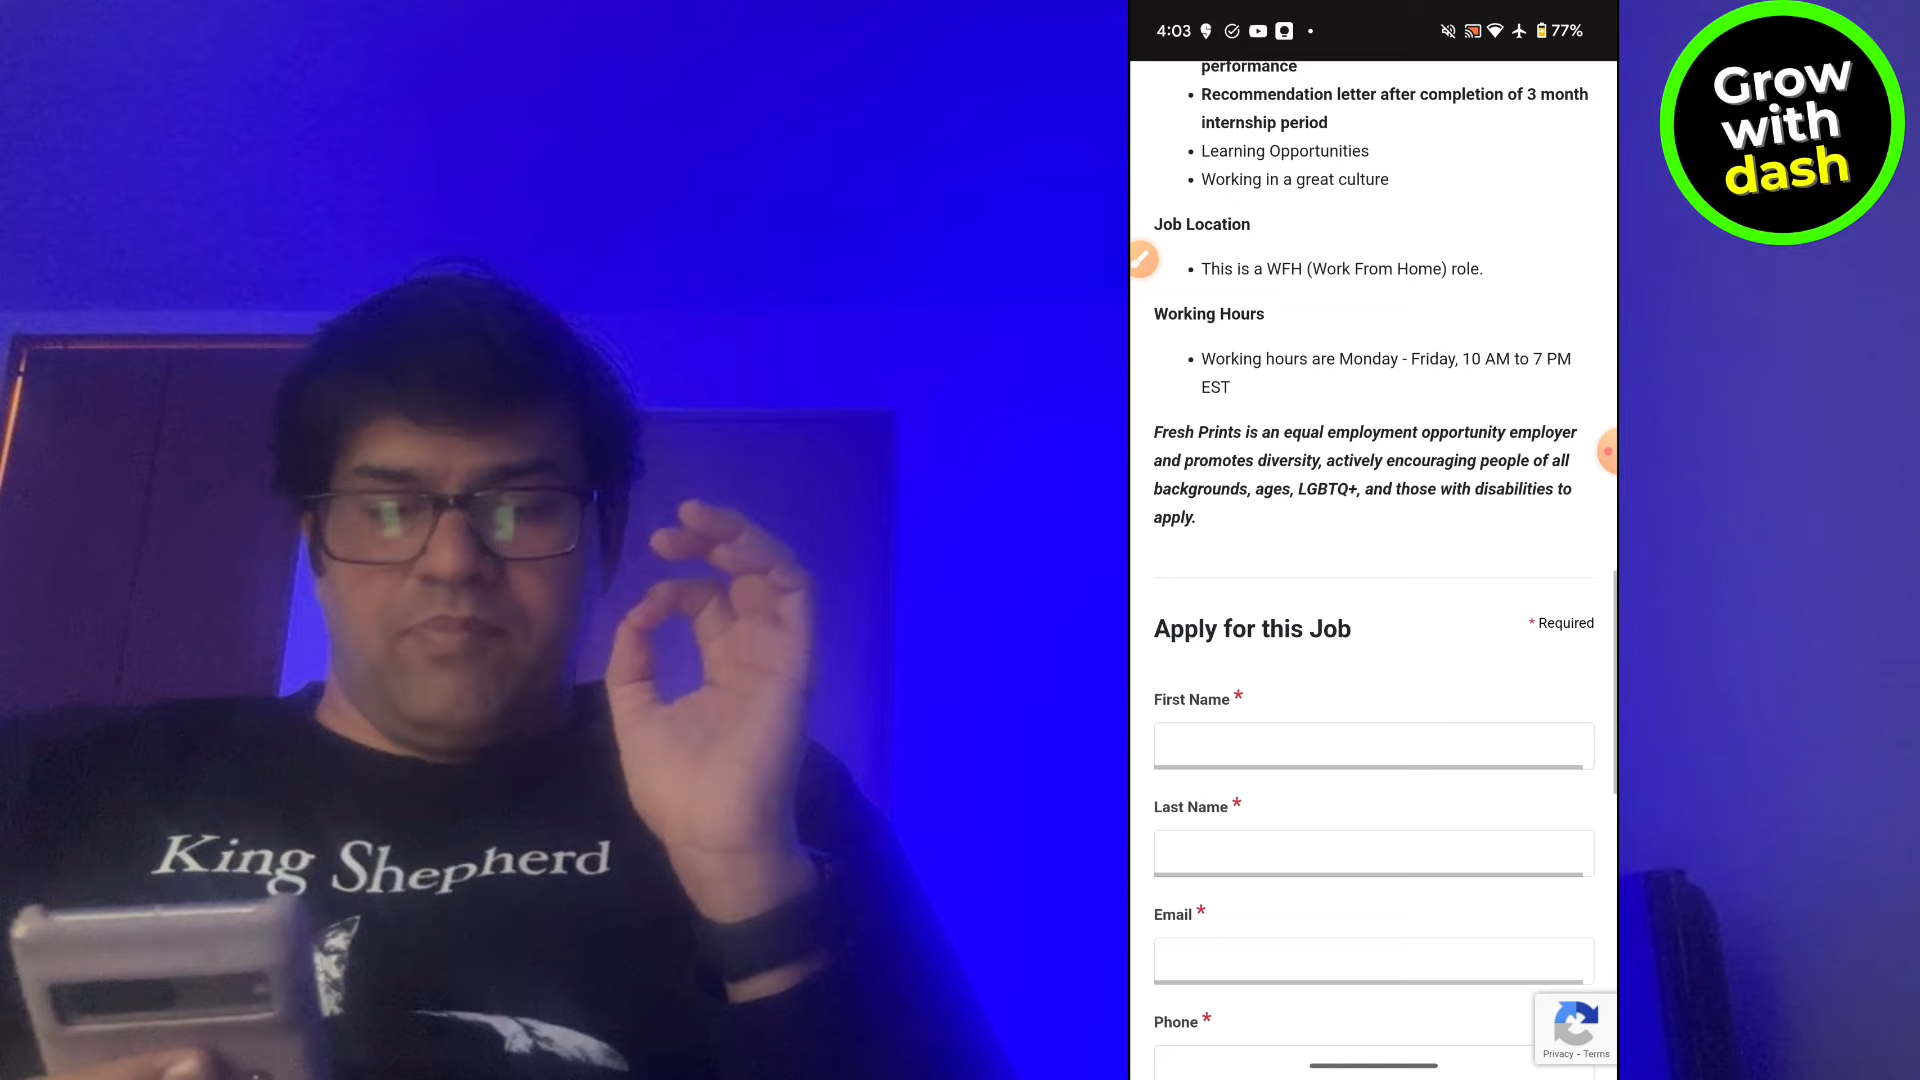 4:03
77%
performance
• Recommendation letter after completion of 3 month
internship period
• Learning Opportunities
• Working in a great culture
Job Location
• This is a WFH (Work From Home) role.
Working Hours
• Working hours are Monday - Friday, 10 AM to 7 PM
EST
Fresh Prints is an equal employment opportunity employer
and promotes diversity, actively encouraging people of all
backgrounds, ages, LGBTQ+, and those with disabilities to
apply.
Apply for this Job
* Required
First Name *
Last Name *
Email *
Phone *
Privacy - Terms
Grow
with
dash
King Shepherd